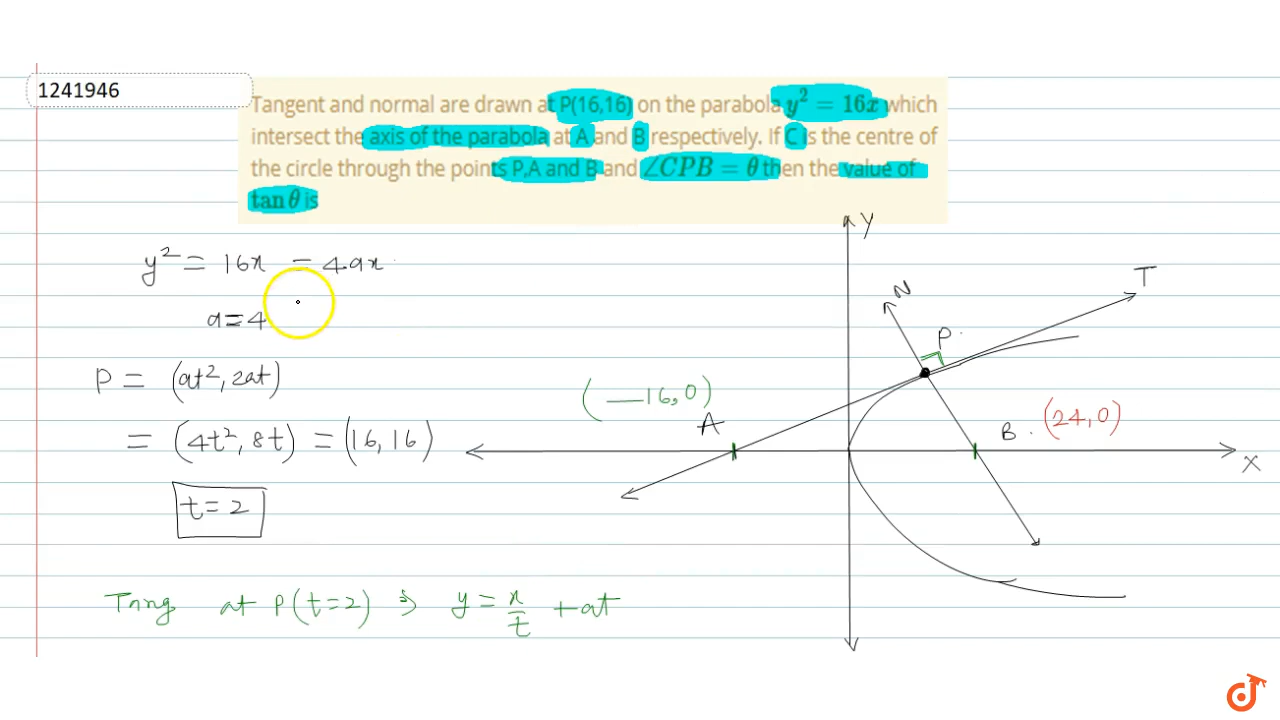 1241946
Tangent and normal are drawn at P(16,16) on the parabola y² = 16x which
intersect the axis of the parabola at A and B respectively. If C is the centre of
the circle through the points P,A and B and ∠CPB = θ then the value of
tan θ is
y² = 16x = 4.ax
a = 4
P = (at², 2at)
= (4t², 8t) = (16, 16)
t = 2
Tang at P(t=2) ⇒ y = x/t + at
Y
N
T
P
(—16,0)
A
B
(24,0)
X